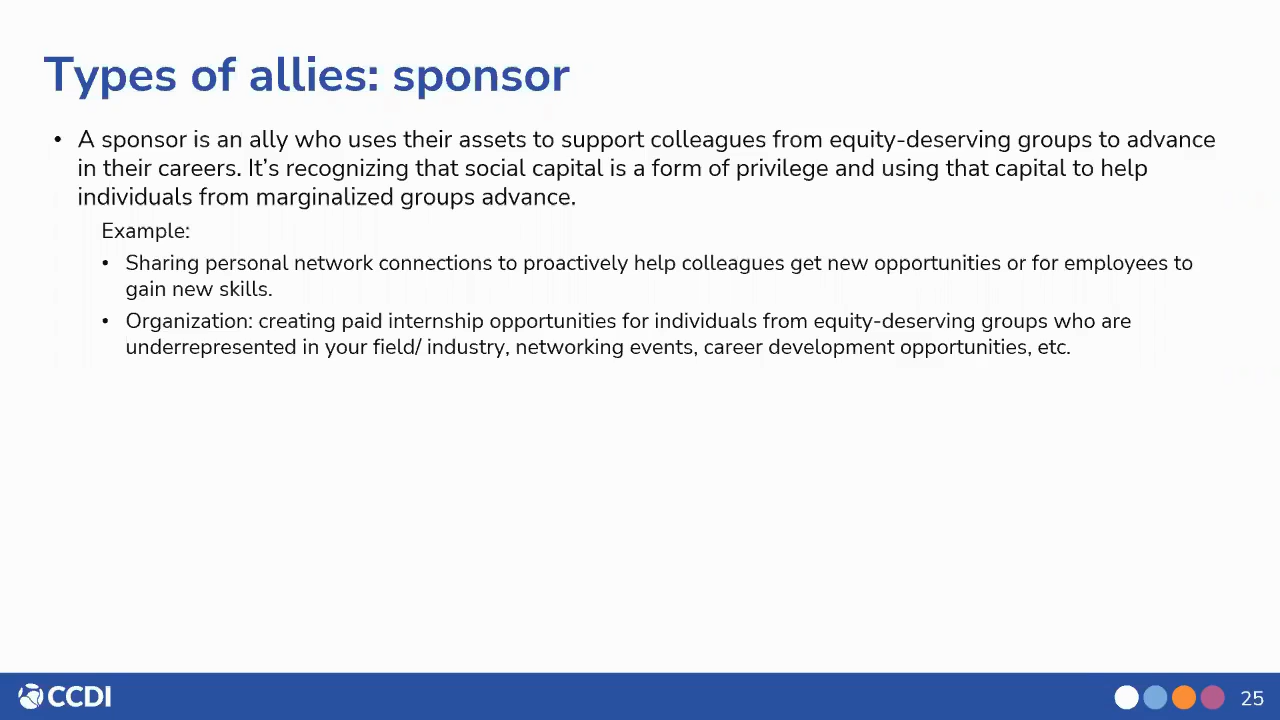 Types of allies: sponsor
• A sponsor is an ally who uses their assets to support colleagues from equity-deserving groups to advance
in their careers. It’s recognizing that social capital is a form of privilege and using that capital to help
individuals from marginalized groups advance.
Example:
• Sharing personal network connections to proactively help colleagues get new opportunities or for employees to
gain new skills.
• Organization: creating paid internship opportunities for individuals from equity-deserving groups who are
underrepresented in your field/ industry, networking events, career development opportunities, etc.
CCDI
25